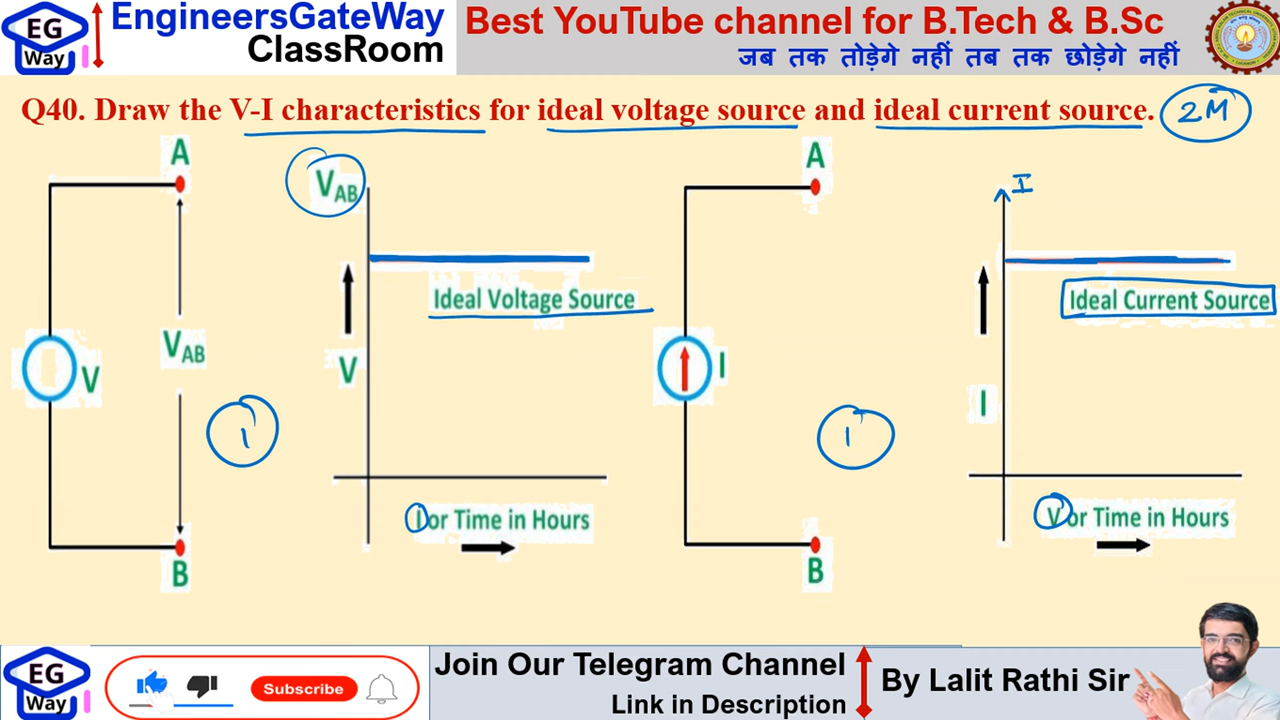 EG
Way
EngineersGateWay
ClassRoom
Best YouTube channel for B.Tech & B.Sc
जब तक तोड़ेगे नहीं तब तक छोड़ेगे नहीं
Q40. Draw the V-I characteristics for ideal voltage source and ideal current source. 2M
A
V
VAB
B
1
VAB
V
Ideal Voltage Source
I or Time in Hours
A
I
B
1
I
I
Ideal Current Source
V or Time in Hours
EG
Way
Subscribe
Join Our Telegram Channel
Link in Description
By Lalit Rathi Sir